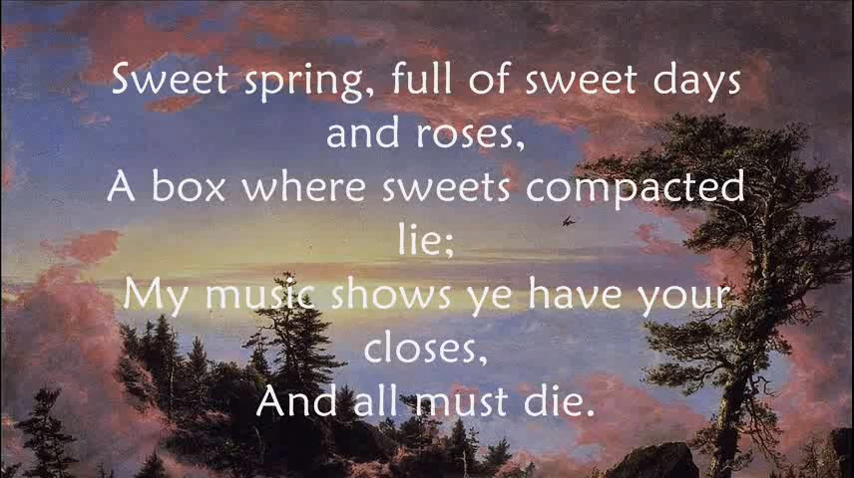 Sweet spring, full of sweet days
and roses,
A box where sweets compacted
lie;
My music shows ye have your
closes,
And all must die.